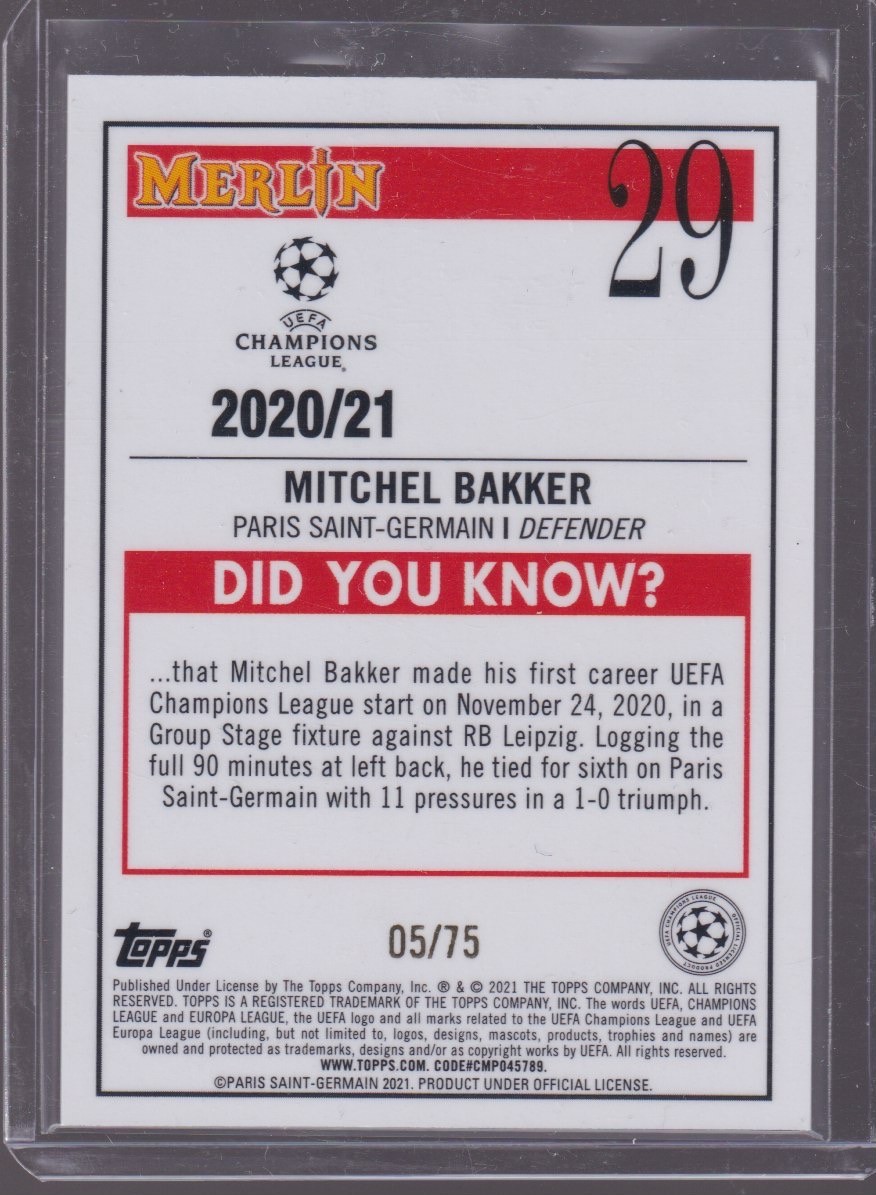 MERLIN
29
UEFA
CHAMPIONS
LEAGUE®
2020/21
MITCHEL BAKKER
PARIS SAINT-GERMAIN | DEFENDER
DID YOU KNOW?
...that Mitchel Bakker made his first career UEFA
Champions League start on November 24, 2020, in a
Group Stage fixture against RB Leipzig. Logging the
full 90 minutes at left back, he tied for sixth on Paris
Saint-Germain with 11 pressures in a 1-0 triumph.
topps®
05/75
UEFA CHAMPIONS LEAGUE OFFICIAL LICENSED PRODUCT
Published Under License by The Topps Company, Inc. ® & © 2021 THE TOPPS COMPANY, INC. ALL RIGHTS
RESERVED. TOPPS IS A REGISTERED TRADEMARK OF THE TOPPS COMPANY, INC. The words UEFA, CHAMPIONS
LEAGUE and EUROPA LEAGUE, the UEFA logo and all marks related to the UEFA Champions League and UEFA
Europa League (including, but not limited to, logos, designs, mascots, products, trophies and names) are
owned and protected as trademarks, designs and/or as copyright works by UEFA. All rights reserved.
WWW.TOPPS.COM. CODE#CMP045789.
©PARIS SAINT-GERMAIN 2021. PRODUCT UNDER OFFICIAL LICENSE.